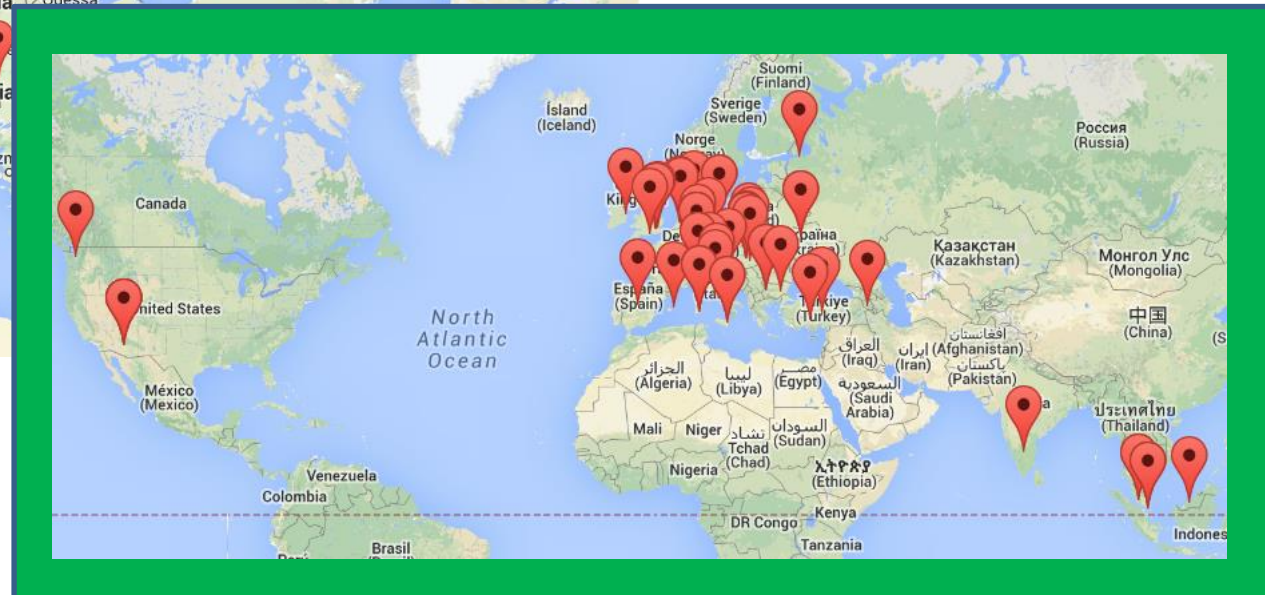 Odessa
Suomi
(Finland)
Ísland
(Iceland)
Sverige
(Sweden)
Norge
Россия
(Russia)
Canada
Қазақстан
(Kazakhstan)
Монгол Улс
(Mongolia)
España
(Spain)
United States
Türkiye
(Turkey)
North
Atlantic
Ocean
中国
(China)
افغانستان
(Afghanistan)
العراق
(Iraq)
ایران
(Iran)
پاکستان
(Pakistan)
الجزائر
(Algeria)
ليبيا
(Libya)
مصر
(Egypt)
السعودية
(Saudi
Arabia)
México
(Mexico)
ประเทศไทย
(Thailand)
Mali
Niger
تشاد
Tchad
(Chad)
السودان
(Sudan)
Nigeria
ኢትዮጵያ
(Ethiopia)
Venezuela
Colombia
DR Congo
Kenya
Indones
Brasil
Tanzania